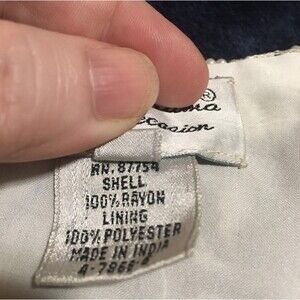 ®
RN. 87754
SHELL
100% RAYON
LINING
100% POLYESTER
MADE IN INDIA